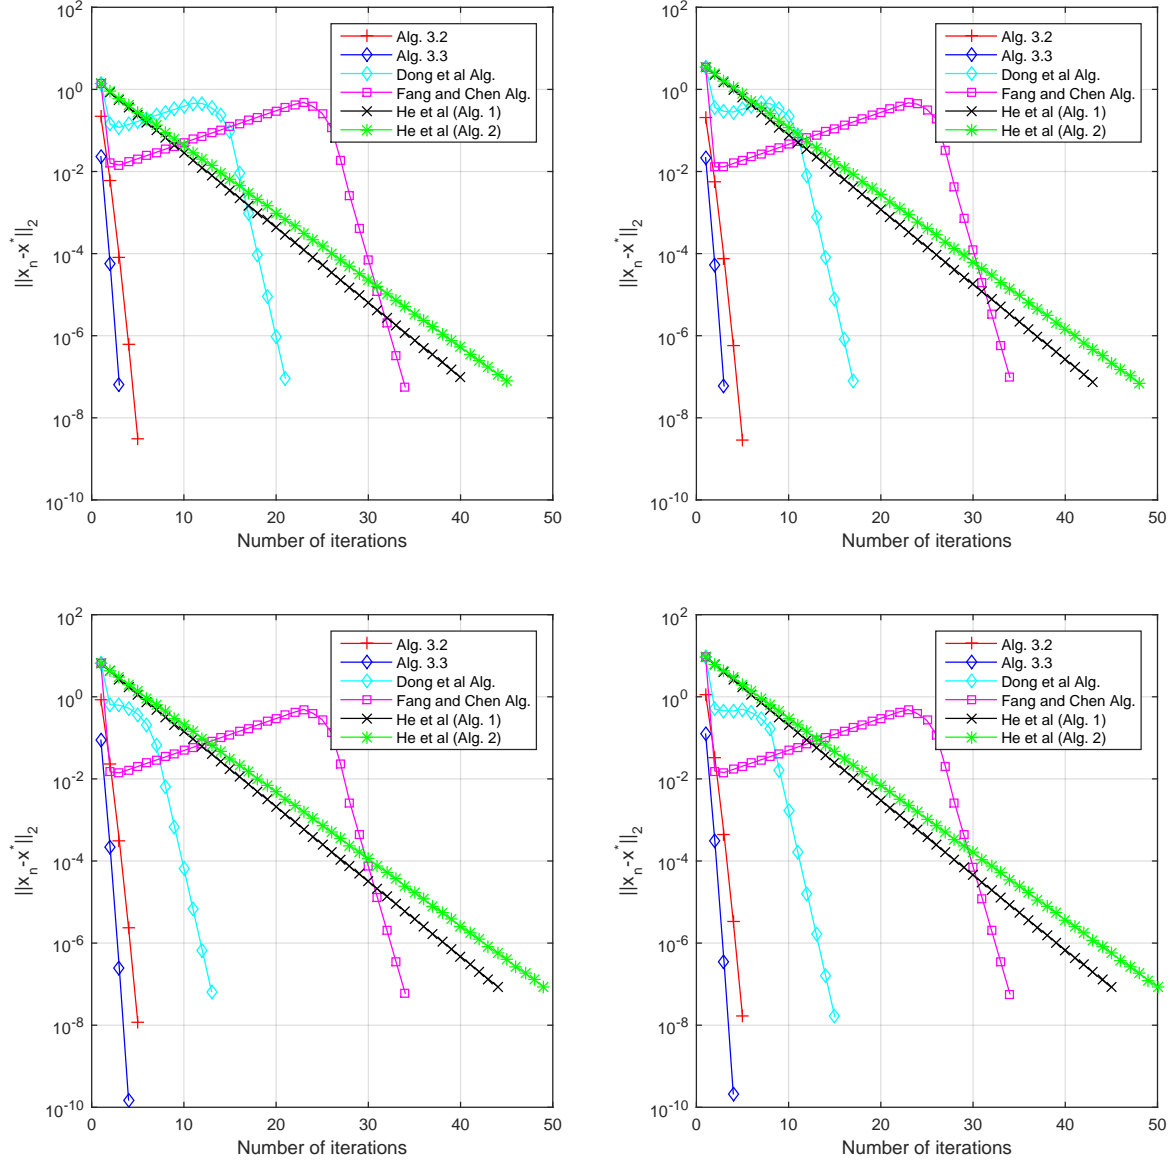 10^2
10^0
10^-2
10^-4
10^-6
10^-8
10^-10
||x_n-x^*||_2
0 10 20 30 40 50
Number of iterations
Alg. 3.2
Alg. 3.3
Dong et al Alg.
Fang and Chen Alg.
He et al (Alg. 1)
He et al (Alg. 2)
10^2
10^0
10^-2
10^-4
10^-6
10^-8
10^-10
||x_n-x^*||_2
0 10 20 30 40 50
Number of iterations
Alg. 3.2
Alg. 3.3
Dong et al Alg.
Fang and Chen Alg.
He et al (Alg. 1)
He et al (Alg. 2)
10^2
10^0
10^-2
10^-4
10^-6
10^-8
10^-10
||x_n-x^*||_2
0 10 20 30 40 50
Number of iterations
Alg. 3.2
Alg. 3.3
Dong et al Alg.
Fang and Chen Alg.
He et al (Alg. 1)
He et al (Alg. 2)
10^2
10^0
10^-2
10^-4
10^-6
10^-8
10^-10
||x_n-x^*||_2
0 10 20 30 40 50
Number of iterations
Alg. 3.2
Alg. 3.3
Dong et al Alg.
Fang and Chen Alg.
He et al (Alg. 1)
He et al (Alg. 2)